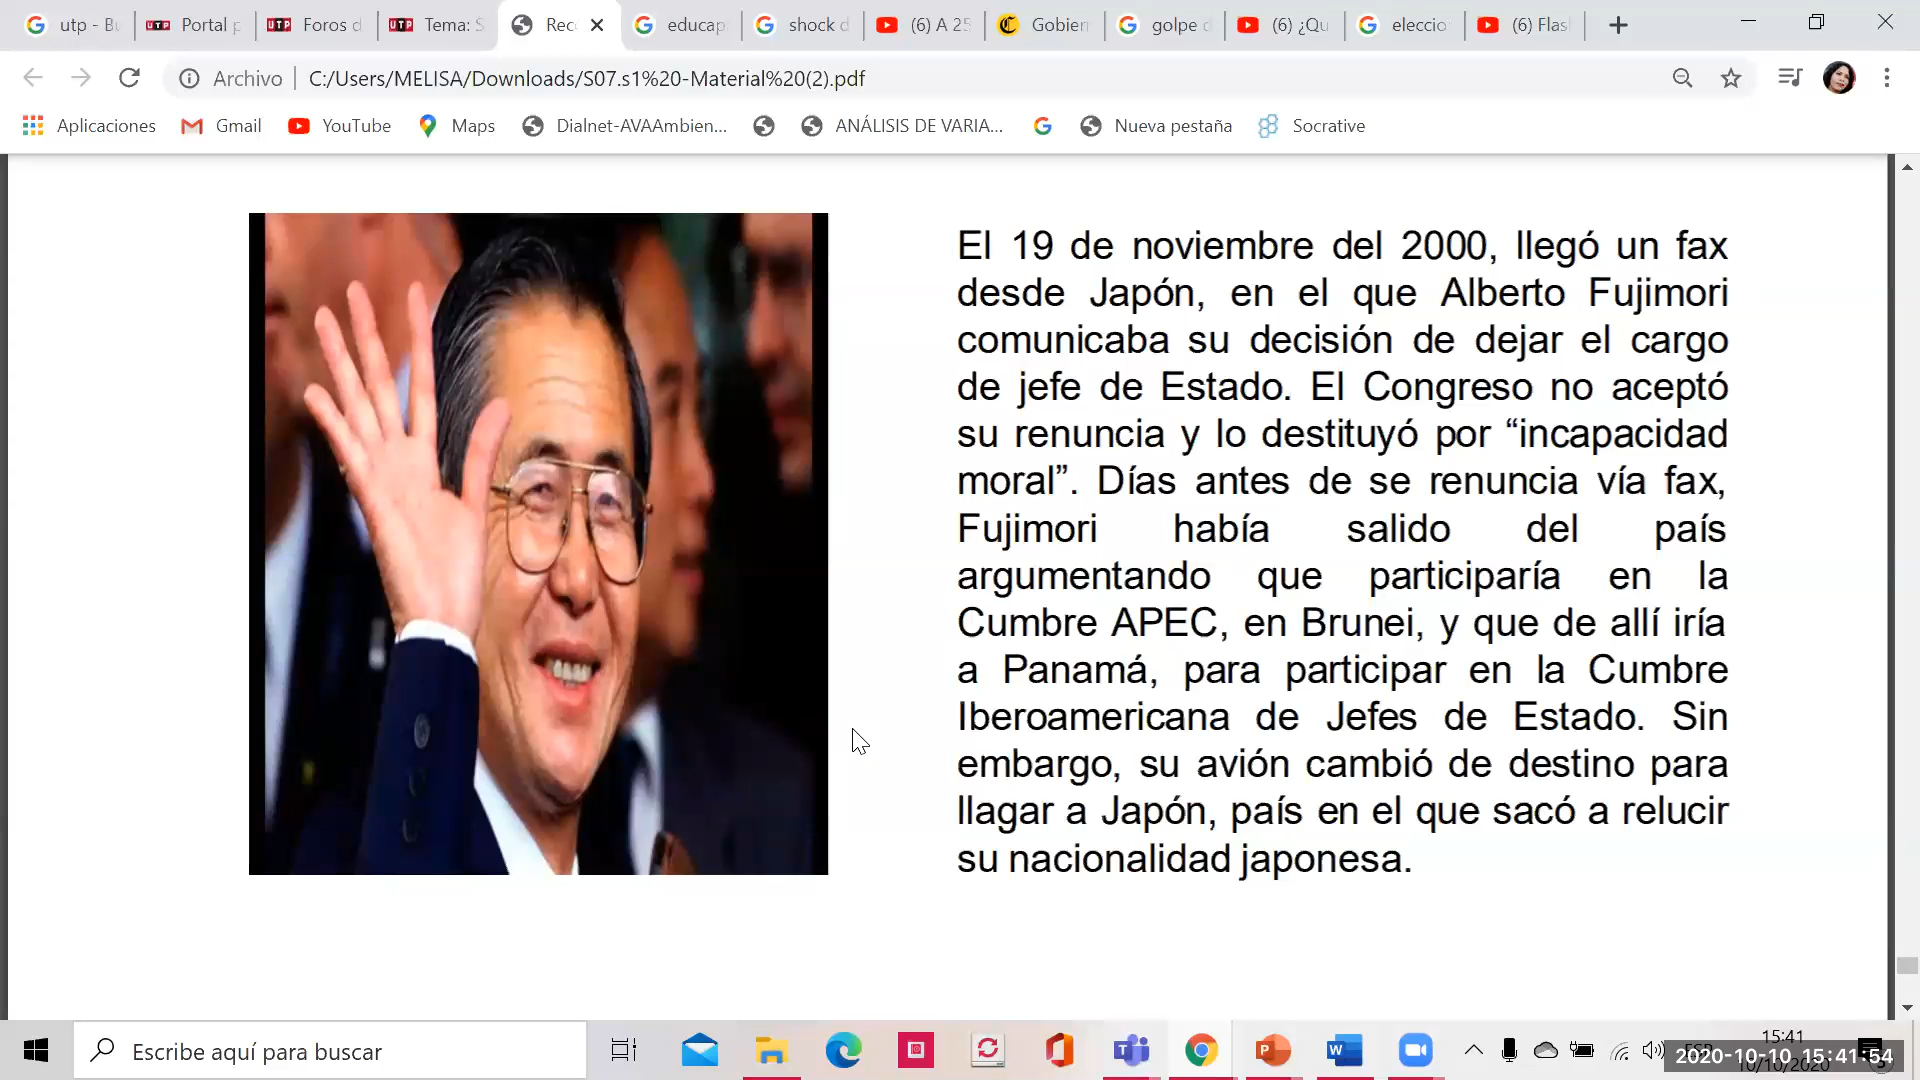 utp - Bu
Portal p
Foros d
Tema: S
Rec
educap
shock d
(6) A 25
Gobier
golpe d
(6) ¿Qu
eleccio
(6) Flas
Archivo
C:/Users/MELISA/Downloads/S07.s1%20-Material%20(2).pdf
Aplicaciones
Gmail
YouTube
Maps
Dialnet-AVAAmbien...
ANÁLISIS DE VARIA...
Nueva pestaña
Socrative
El 19 de noviembre del 2000, llegó un fax
desde Japón, en el que Alberto Fujimori
comunicaba su decisión de dejar el cargo
de jefe de Estado. El Congreso no aceptó
su renuncia y lo destituyó por “incapacidad
moral”. Días antes de se renuncia vía fax,
Fujimori había salido del país
argumentando que participaría en la
Cumbre APEC, en Brunei, y que de allí iría
a Panamá, para participar en la Cumbre
Iberoamericana de Jefes de Estado. Sin
embargo, su avión cambió de destino para
llagar a Japón, país en el que sacó a relucir
su nacionalidad japonesa.
Escribe aquí para buscar
15:41
2020-10-10 15:41:54